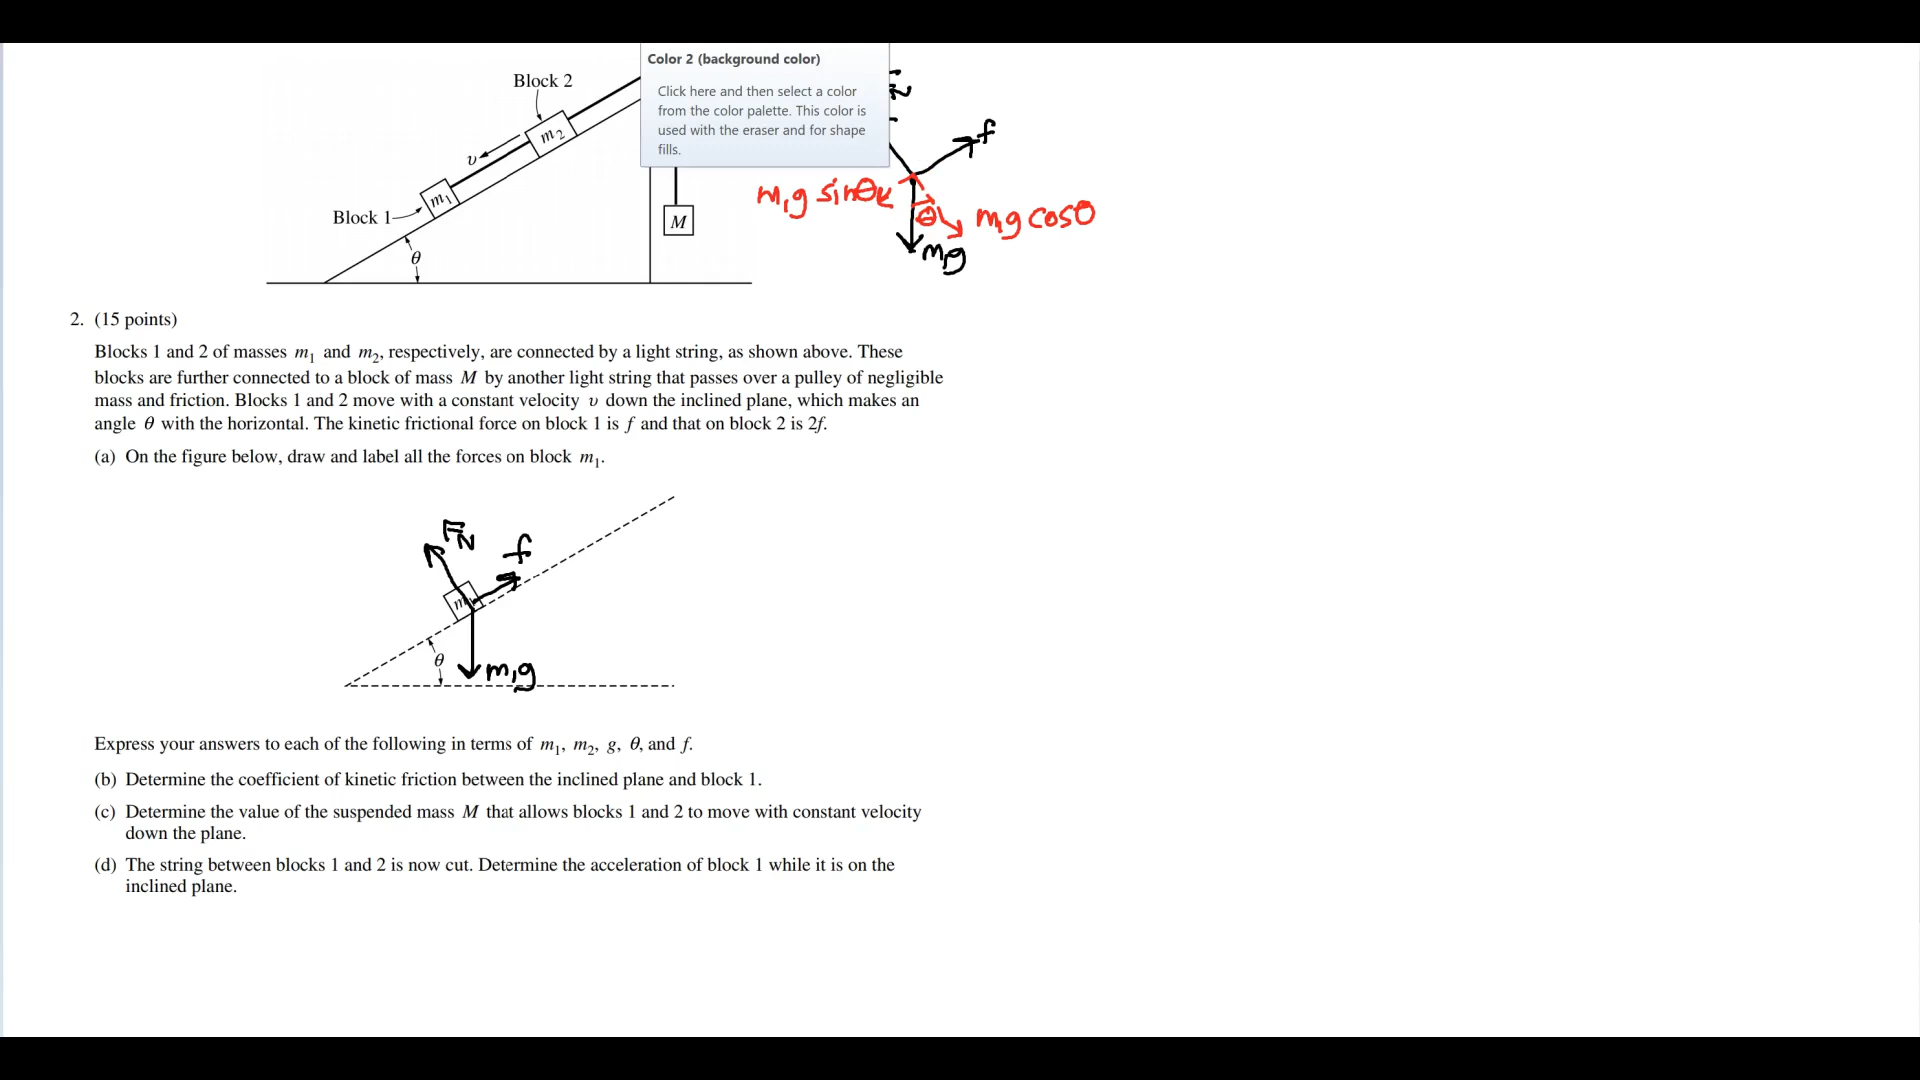 Color 2 (background color)
Click here and then select a color
from the color palette. This color is
used with the eraser and for shape
fills.
Block 2
m2
υ
m1
Block 1
θ
M
N
f
m1g sinθ
θ
m1g cosθ
m1g
2. (15 points)
Blocks 1 and 2 of masses m1 and m2, respectively, are connected by a light string, as shown above. These
blocks are further connected to a block of mass M by another light string that passes over a pulley of negligible
mass and friction. Blocks 1 and 2 move with a constant velocity υ down the inclined plane, which makes an
angle θ with the horizontal. The kinetic frictional force on block 1 is f and that on block 2 is 2f.
(a) On the figure below, draw and label all the forces on block m1.
FN
f
m1
θ
m1g
Express your answers to each of the following in terms of m1, m2, g, θ, and f.
(b) Determine the coefficient of kinetic friction between the inclined plane and block 1.
(c) Determine the value of the suspended mass M that allows blocks 1 and 2 to move with constant velocity
down the plane.
(d) The string between blocks 1 and 2 is now cut. Determine the acceleration of block 1 while it is on the
inclined plane.